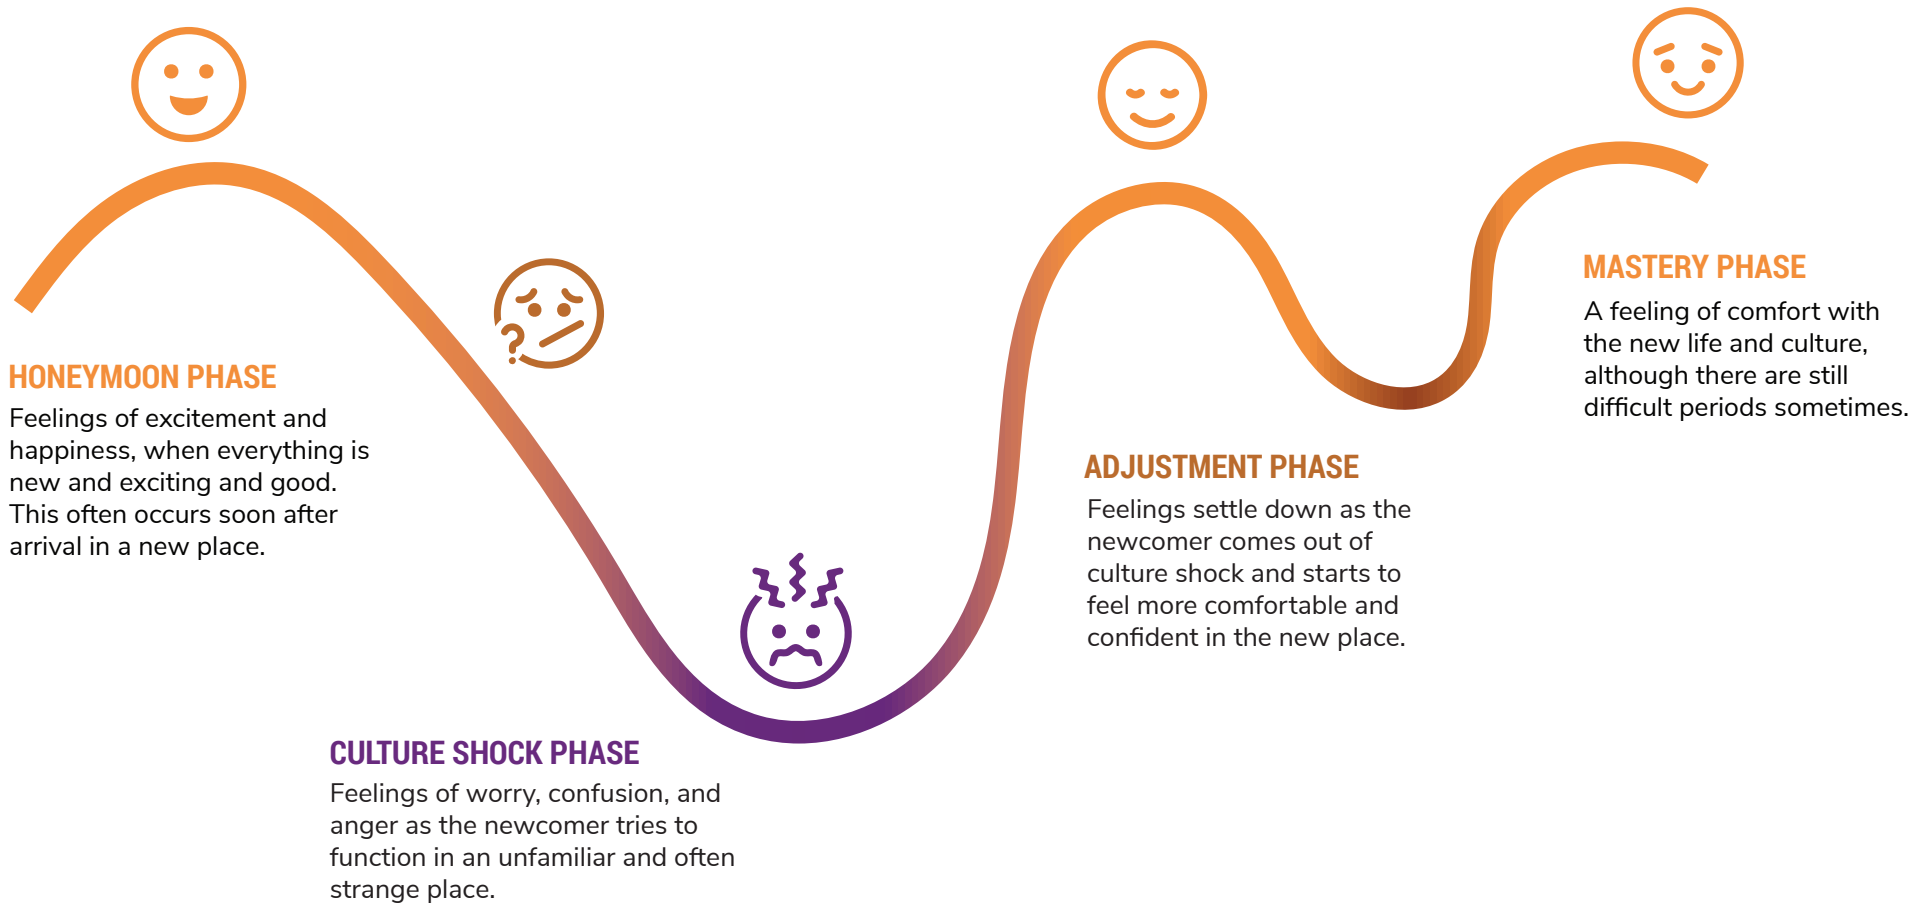 HONEYMOON PHASE
Feelings of excitement and
happiness, when everything is
new and exciting and good.
This often occurs soon after
arrival in a new place.
?
CULTURE SHOCK PHASE
Feelings of worry, confusion, and
anger as the newcomer tries to
function in an unfamiliar and often
strange place.
ADJUSTMENT PHASE
Feelings settle down as the
newcomer comes out of
culture shock and starts to
feel more comfortable and
confident in the new place.
MASTERY PHASE
A feeling of comfort with
the new life and culture,
although there are still
difficult periods sometimes.